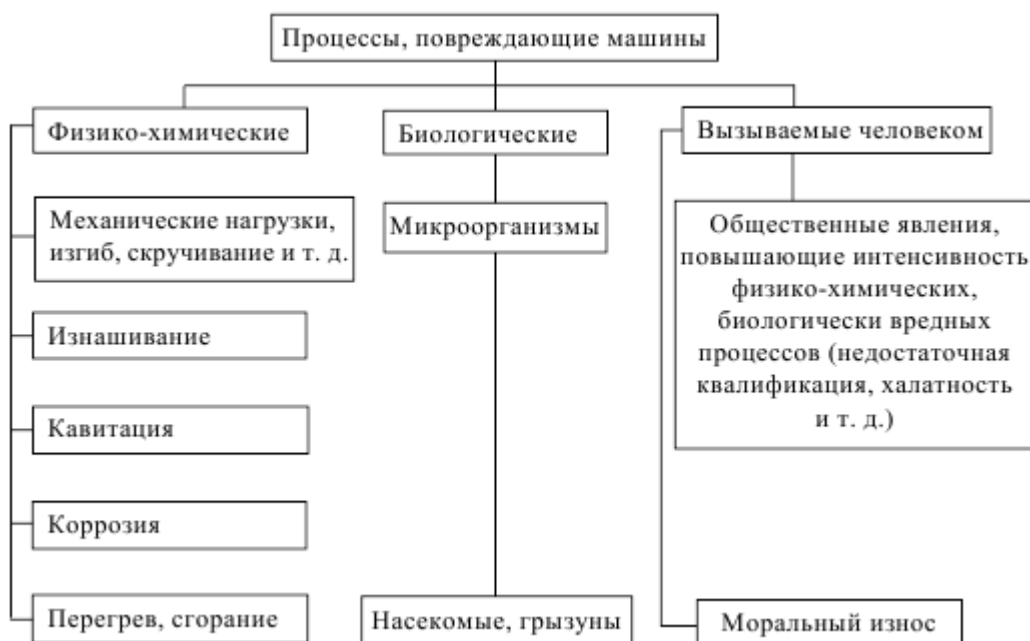 Процессы, повреждающие машины
Физико-химические
Биологические
Вызываемые человеком
Механические нагрузки,
изгиб, скручивание и т. д.
Микроорганизмы
Общественные явления,
повышающие интенсивность
физико-химических,
биологически вредных
процессов (недостаточная
квалификация, халатность
и т. д.)
Изнашивание
Кавитация
Коррозия
Перегрев, сгорание
Насекомые, грызуны
Моральный износ